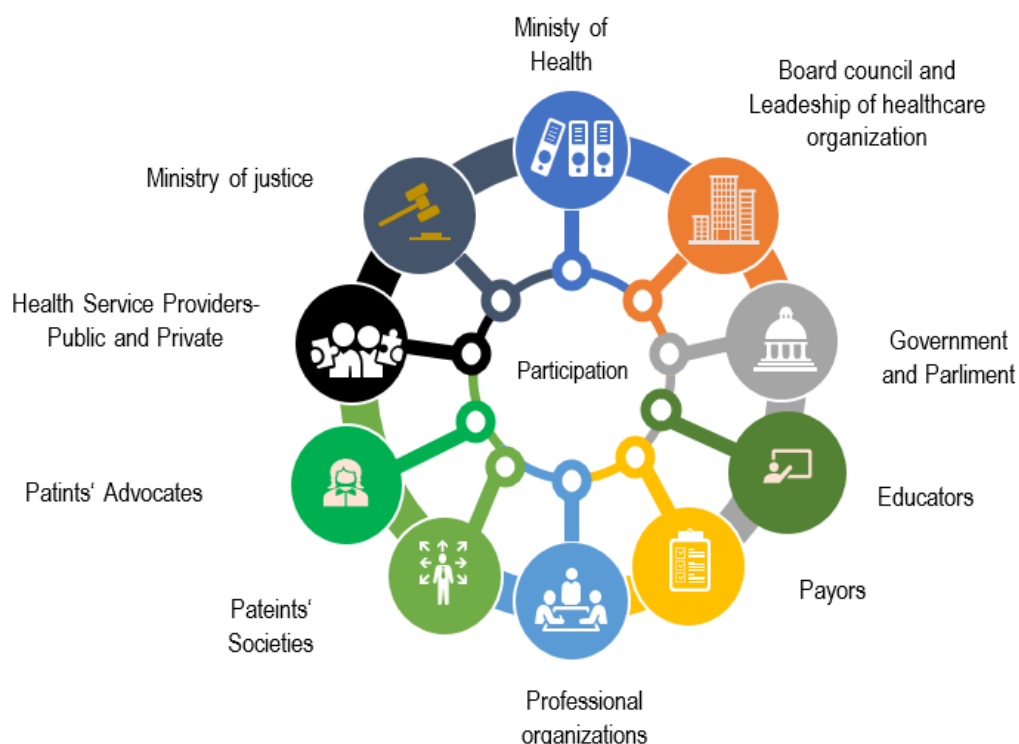 Ministy of
Health
Board council and
Leadeship of healthcare
organization
Ministry of justice
Health Service Providers-
Public and Private
Participation
Government
and Parliment
Patints‘ Advocates
Educators
Payors
Pateints‘
Societies
Professional
organizations